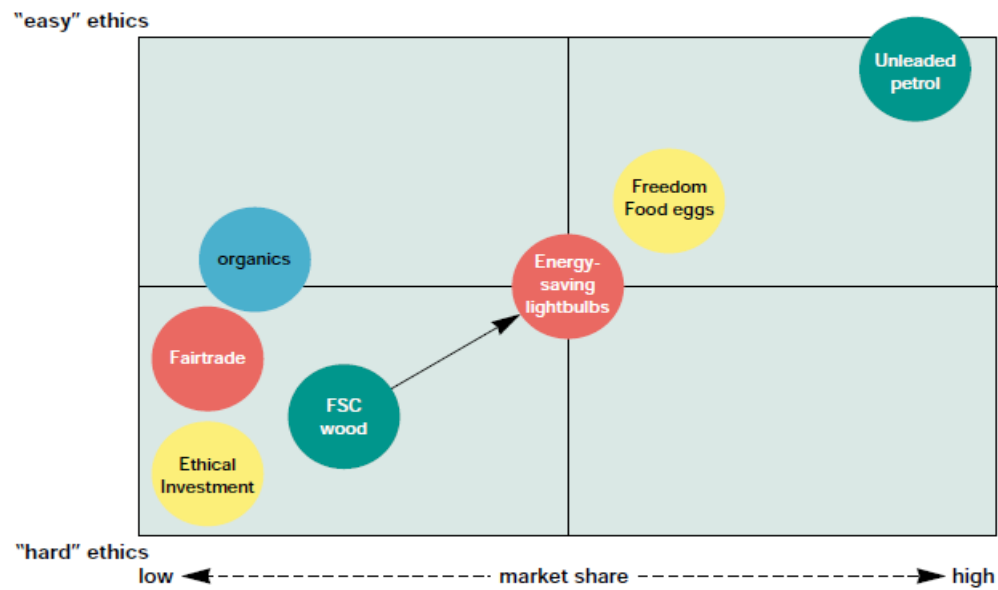 "easy" ethics
Unleaded
petrol
Freedom
Food eggs
organics
Energy-
saving
lightbulbs
Fairtrade
FSC
wood
Ethical
Investment
"hard" ethics
low market share high